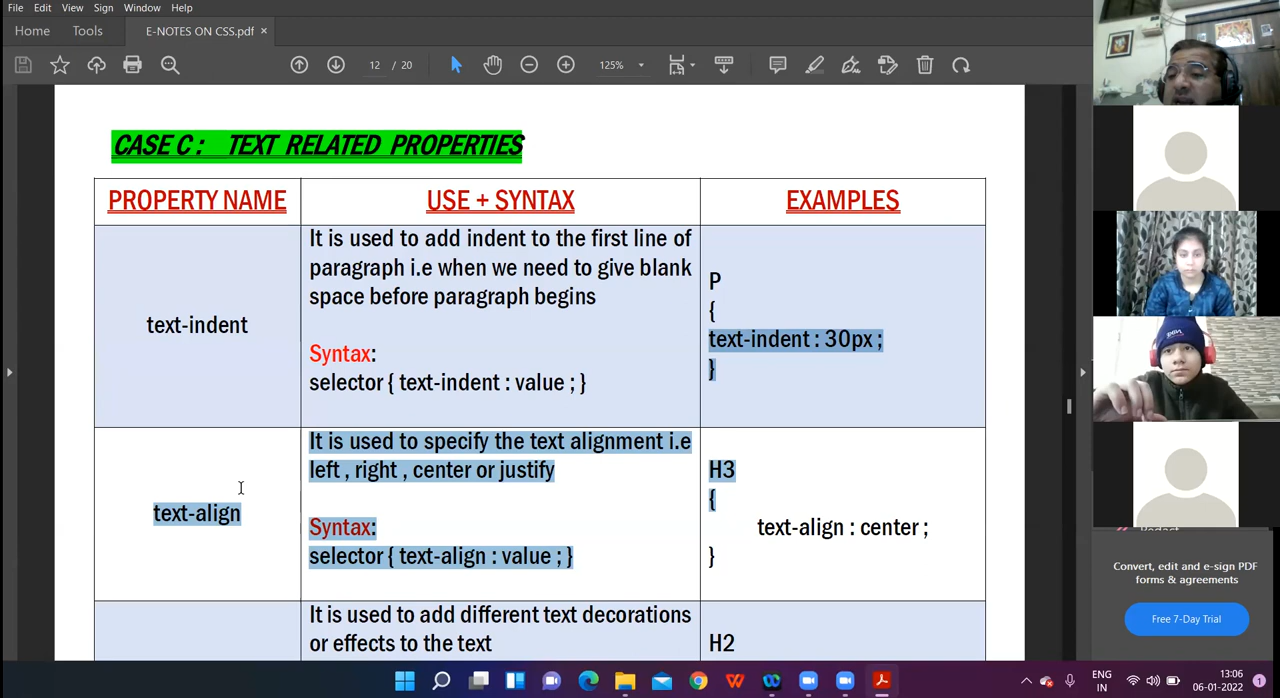 File Edit View Sign Window Help
Home Tools E-NOTES ON CSS.pdf ×
12 / 20 125%
CASE C : TEXT RELATED PROPERTIES
PROPERTY NAME USE + SYNTAX EXAMPLES
text-indent
It is used to add indent to the first line of
paragraph i.e when we need to give blank
space before paragraph begins
Syntax:
selector { text-indent : value ; }
P
{
text-indent : 30px ;
}
text-align
It is used to specify the text alignment i.e
left , right , center or justify
Syntax:
selector { text-align : value ; }
H3
{
text-align : center ;
}
It is used to add different text decorations
or effects to the text
H2
Convert, edit and e-sign PDF
forms & agreements
Free 7-Day Trial
ENG
IN
13:06
06-01-2022
1